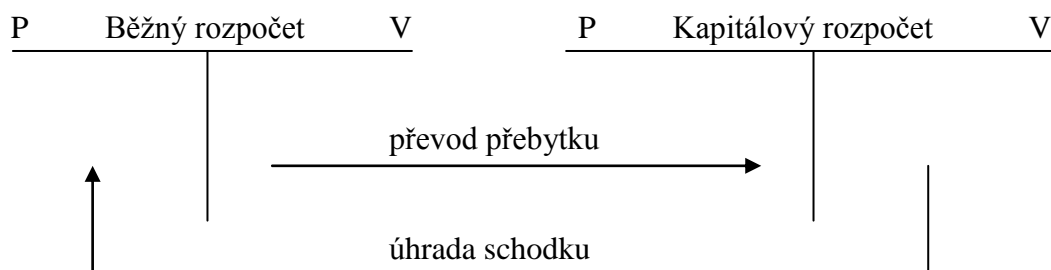 P Běžný rozpočet V P Kapitálový rozpočet V
převod přebytku
úhrada schodku